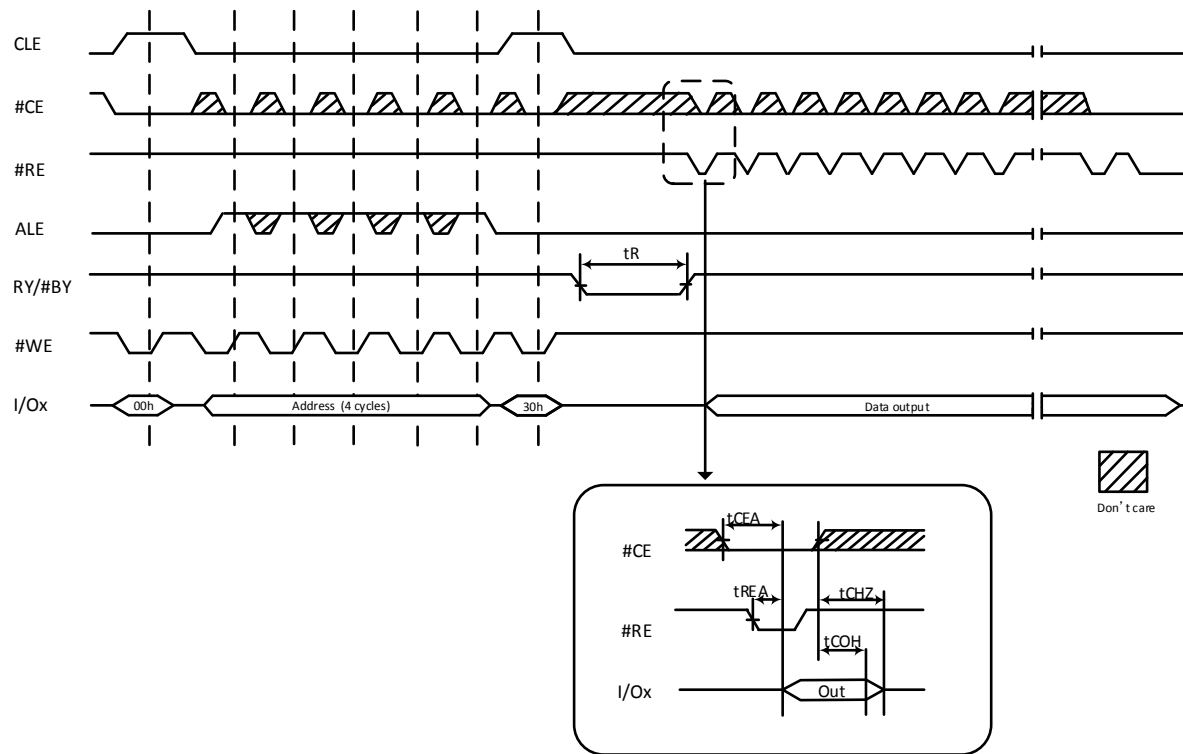 CLE
#CE
#RE
ALE
tR
RY/#BY
#WE
I/Ox
00h
Address (4 cycles)
30h
Data output
Don't care
tCEA
#CE
tREA
tCHZ
#RE
tCOH
I/Ox
Out